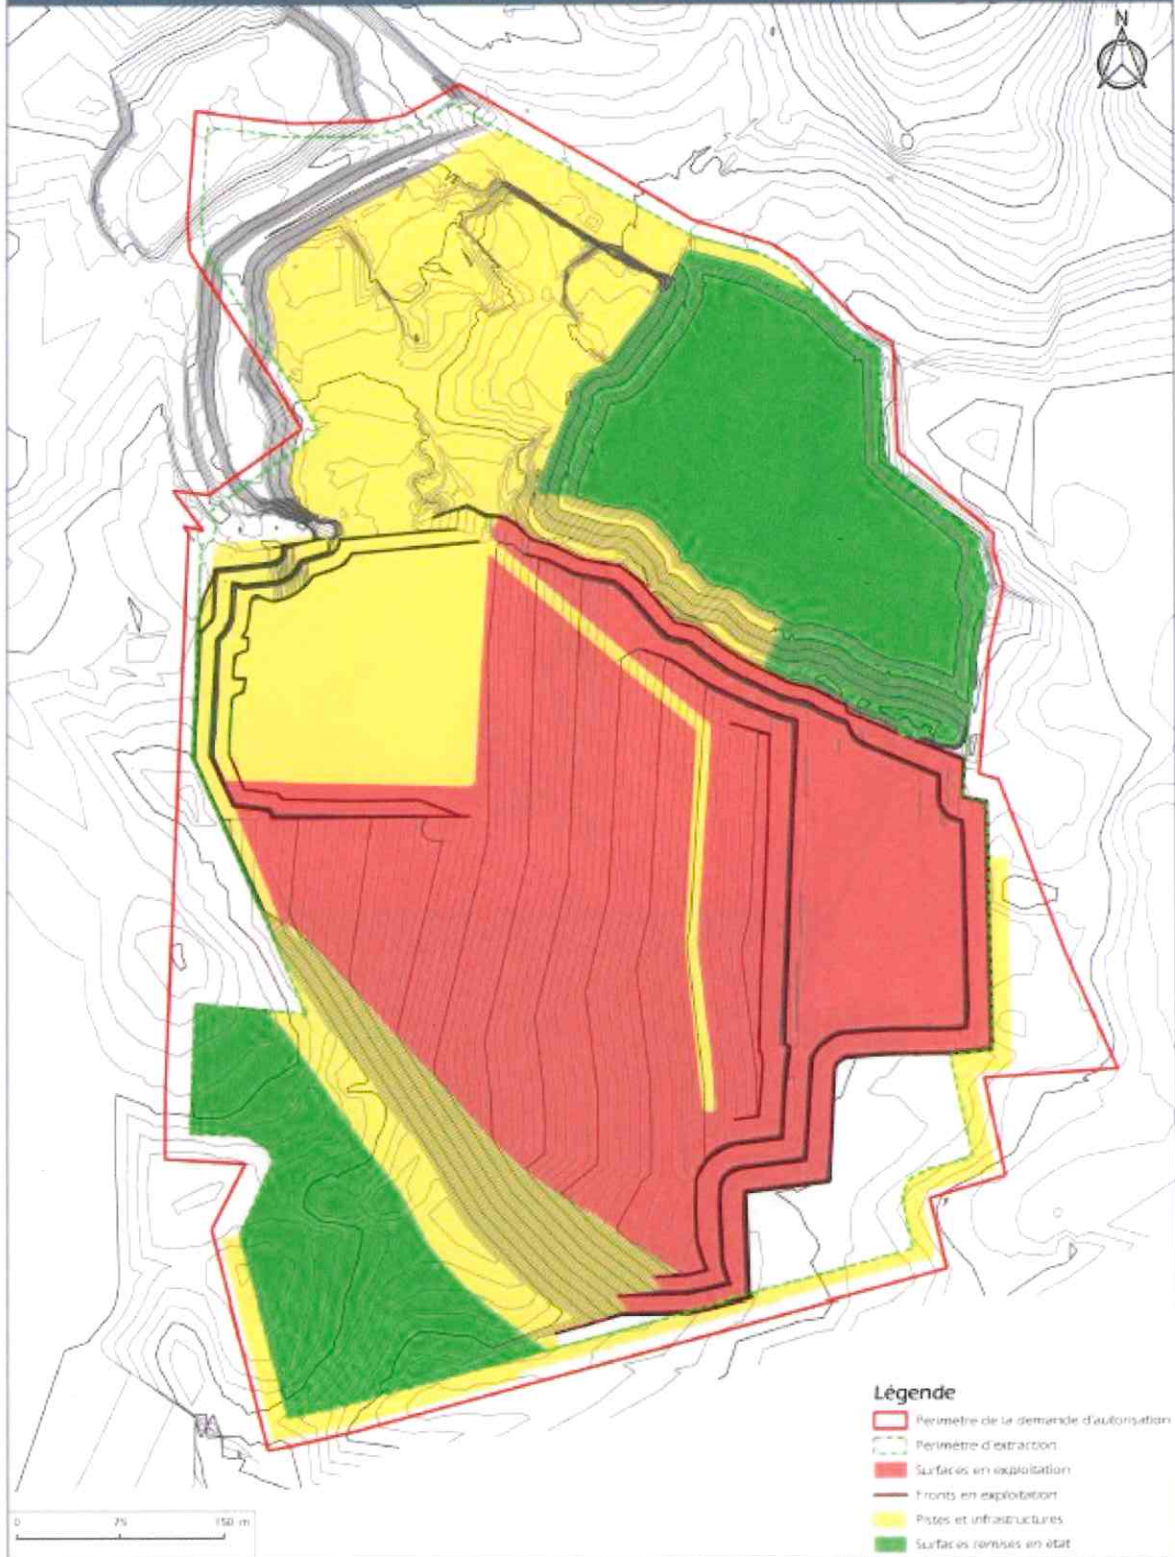 N
Légende
Périmètre de la demande d'autorisation
Périmètre d'extraction
Surfaces en exploitation
Fronts en exploitation
Pistes et infrastructures
Surfaces remises en état
0 75 150 m